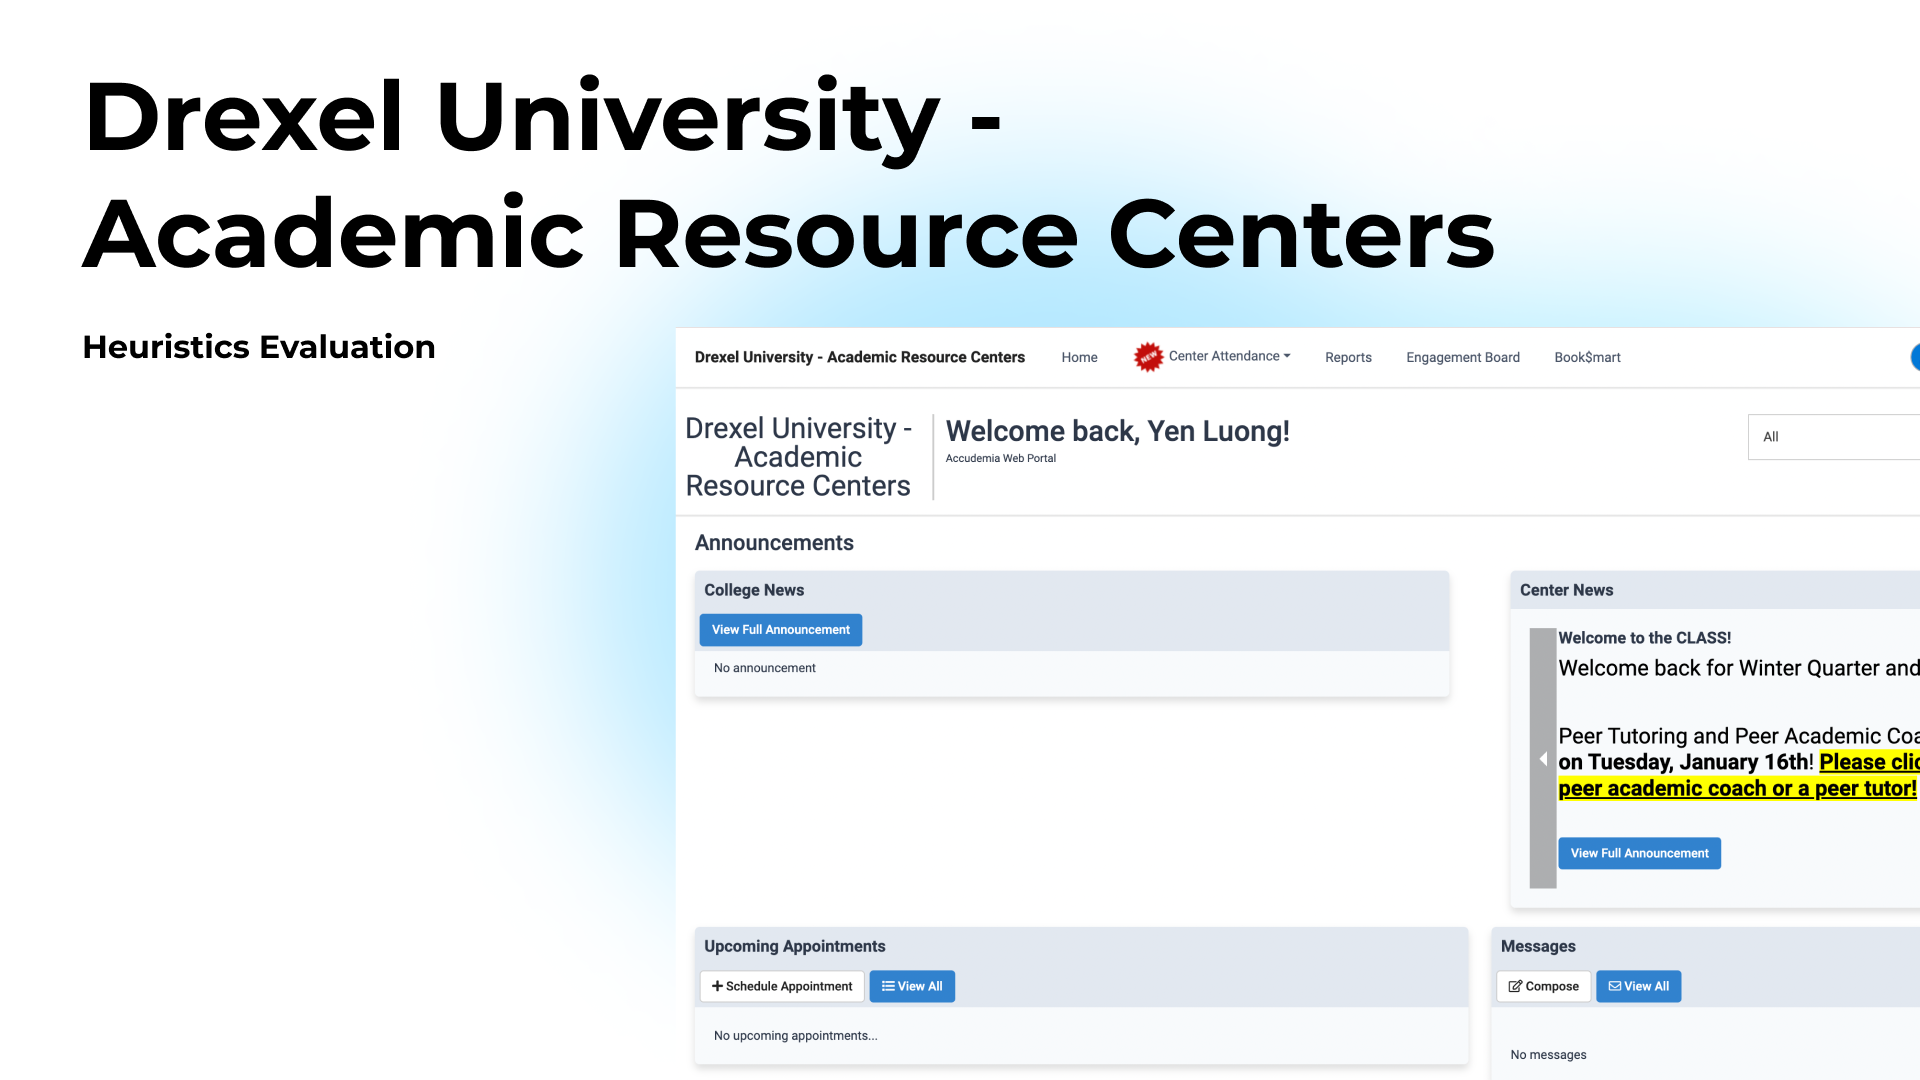 Drexel University -
Academic Resource Centers
Heuristics Evaluation
Drexel University - Academic Resource Centers
Home
NEW
Center Attendance
Reports
Engagement Board
Book$mart
Drexel University -
Academic
Resource Centers
Welcome back, Yen Luong!
Accudemia Web Portal
All
Announcements
College News
View Full Announcement
No announcement
Center News
Welcome to the CLASS!
Welcome back for Winter Quarter and
Peer Tutoring and Peer Academic Coa
on Tuesday, January 16th! Please clic
peer academic coach or a peer tutor!
View Full Announcement
Upcoming Appointments
Schedule Appointment
View All
No upcoming appointments...
Messages
Compose
View All
No messages